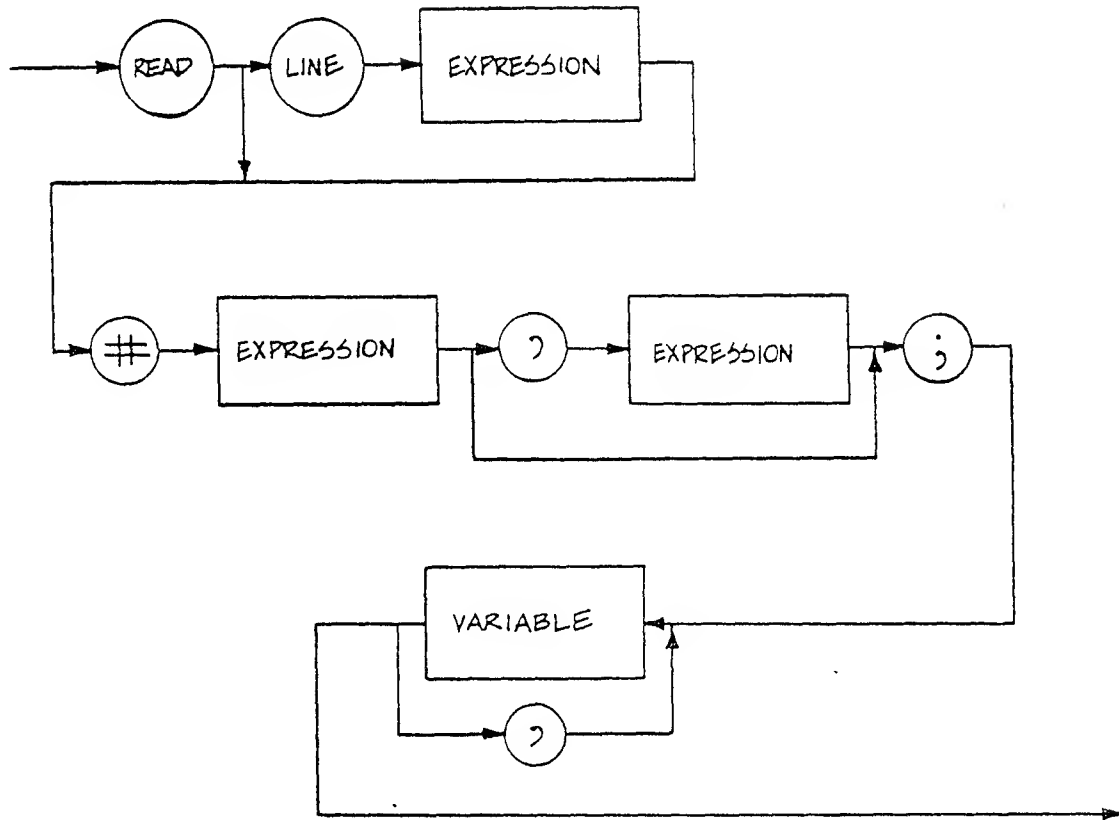 READ LINE EXPRESSION
# EXPRESSION , EXPRESSION ;
VARIABLE
,